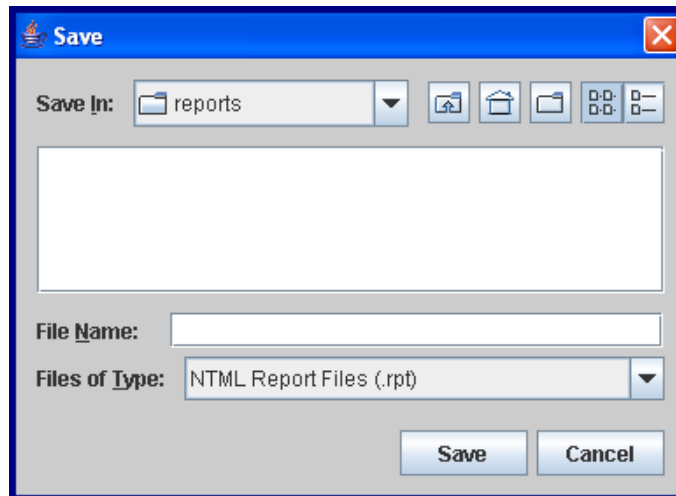 Save
Save In: reports
File Name:
Files of Type: NTML Report Files (.rpt)
Save Cancel